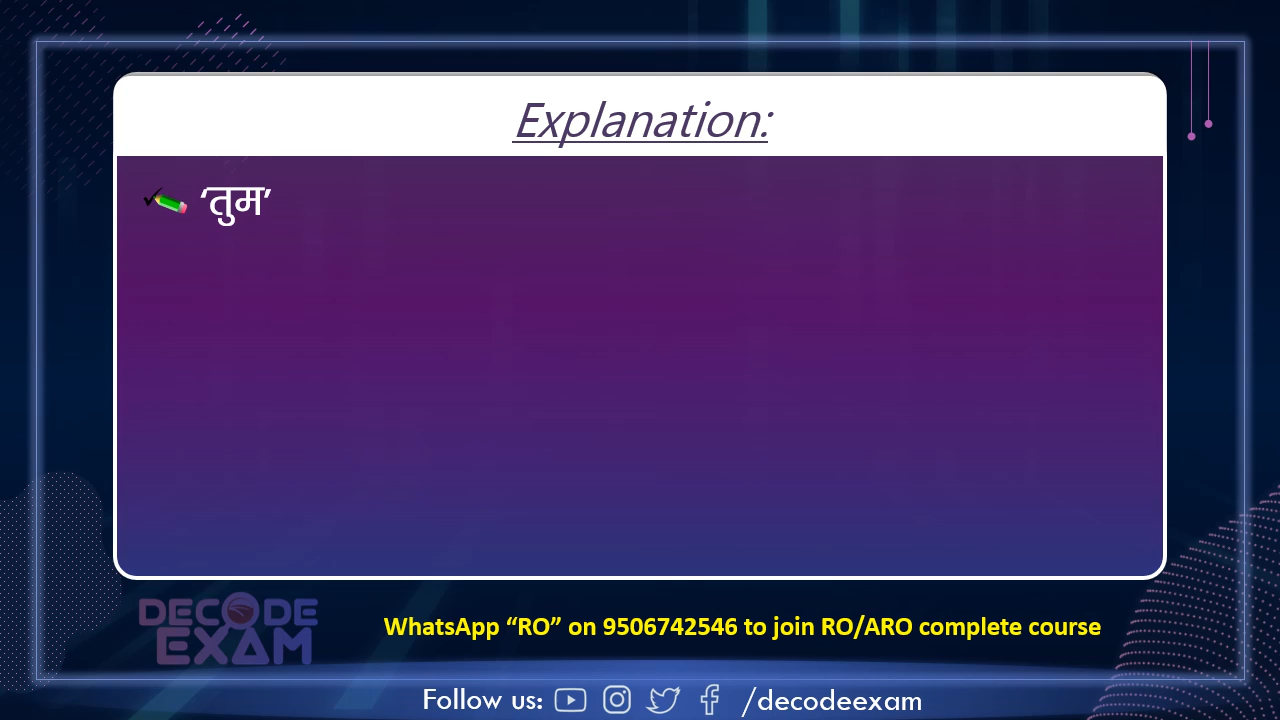 Explanation:
‘तुम’
DECODE
EXAM
WhatsApp “RO” on 9506742546 to join RO/ARO complete course
Follow us: /decodeexam